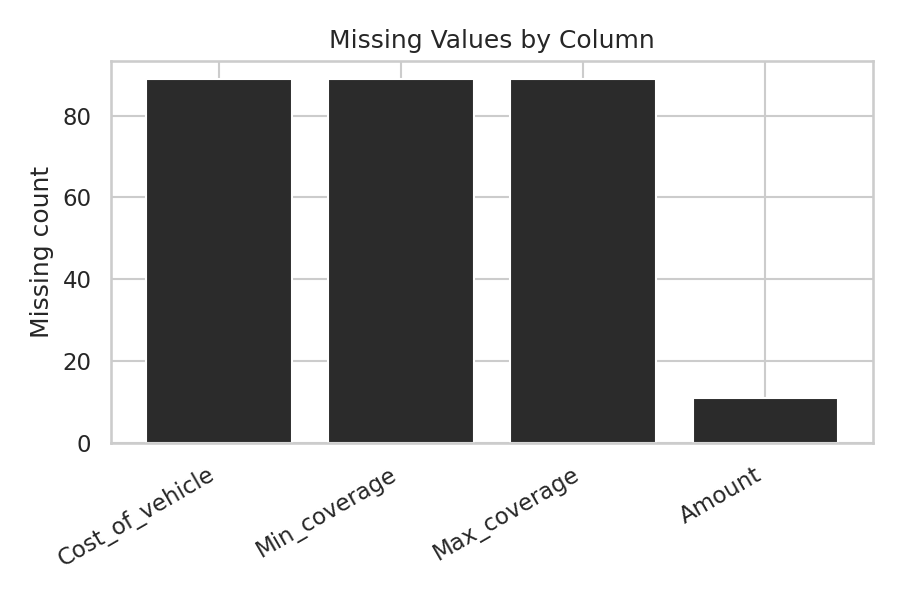 Missing Values by Column
Missing count
80
60
40
20
0
Cost_of_vehicle
Min_coverage
Max_coverage
Amount